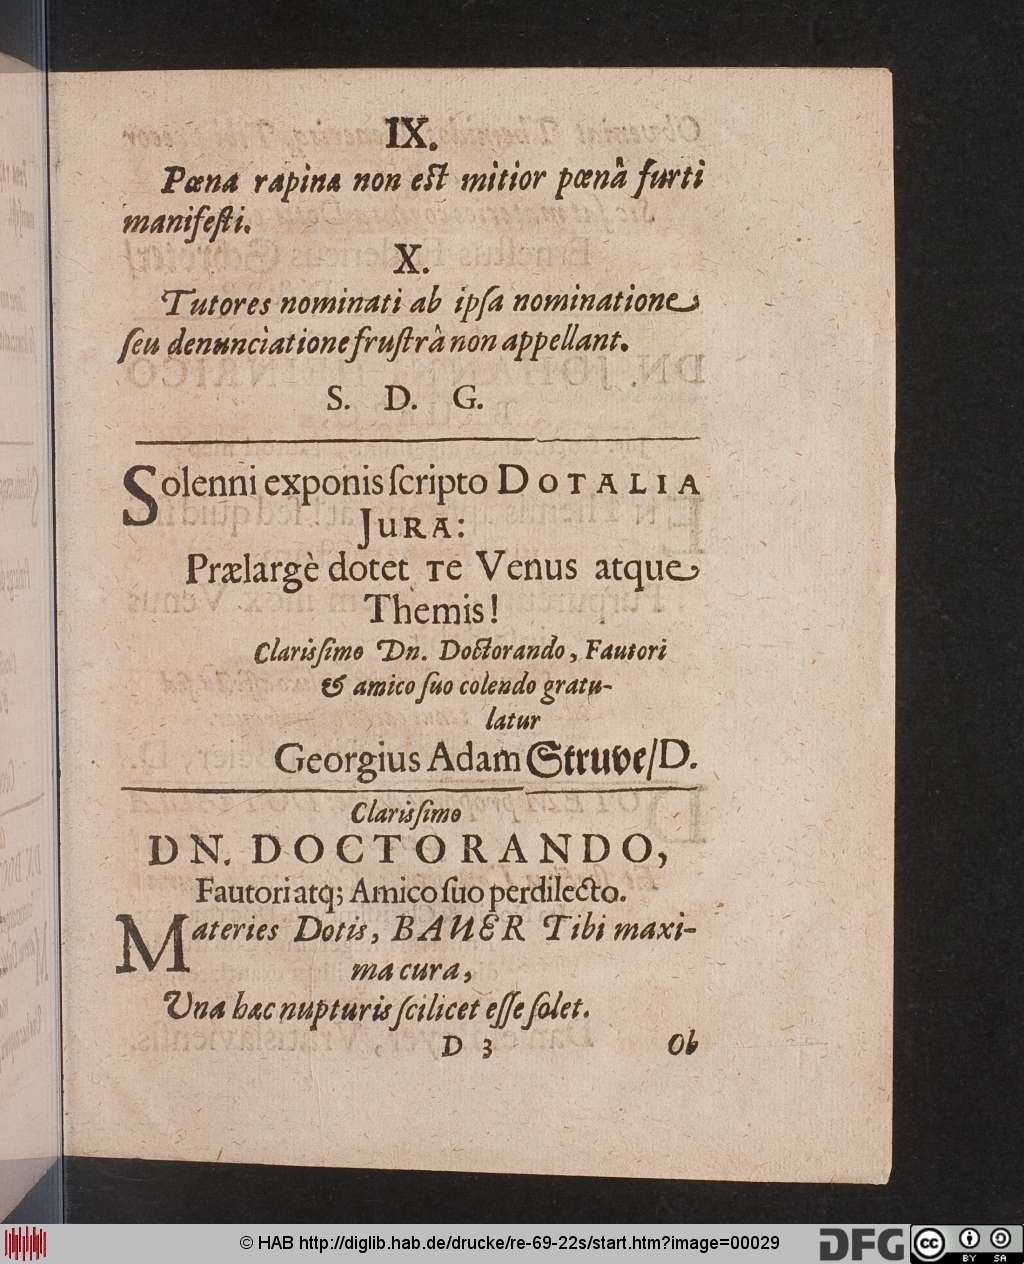 IX.
Pœna rapina non est mitior pœnâ furti
manifesti.
X.
Tutores nominati ab ipsa nominatione
seu denunciatione frustrà non appellant.
S. D. G.
Solenni exponis scripto DOTALIA
JURA:
Prælargè dotet te Venus atque
Themis!
Clarissimo Dn. Doctorando, Fautori
& amico suo colendo gratu-
latur
Georgius Adam Struve/D.
Clarissimo
DN. DOCTORANDO,
Fautori atq; Amico suo perdilecto.
Materies Dotis, BAUER Tibi maxi-
ma cura,
Una hac nupturis scilicet esse solet.
D 3 Ob
© HAB http://diglib.hab.de/drucke/re-69-22s/start.htm?image=00029
DFG
cc BY SA